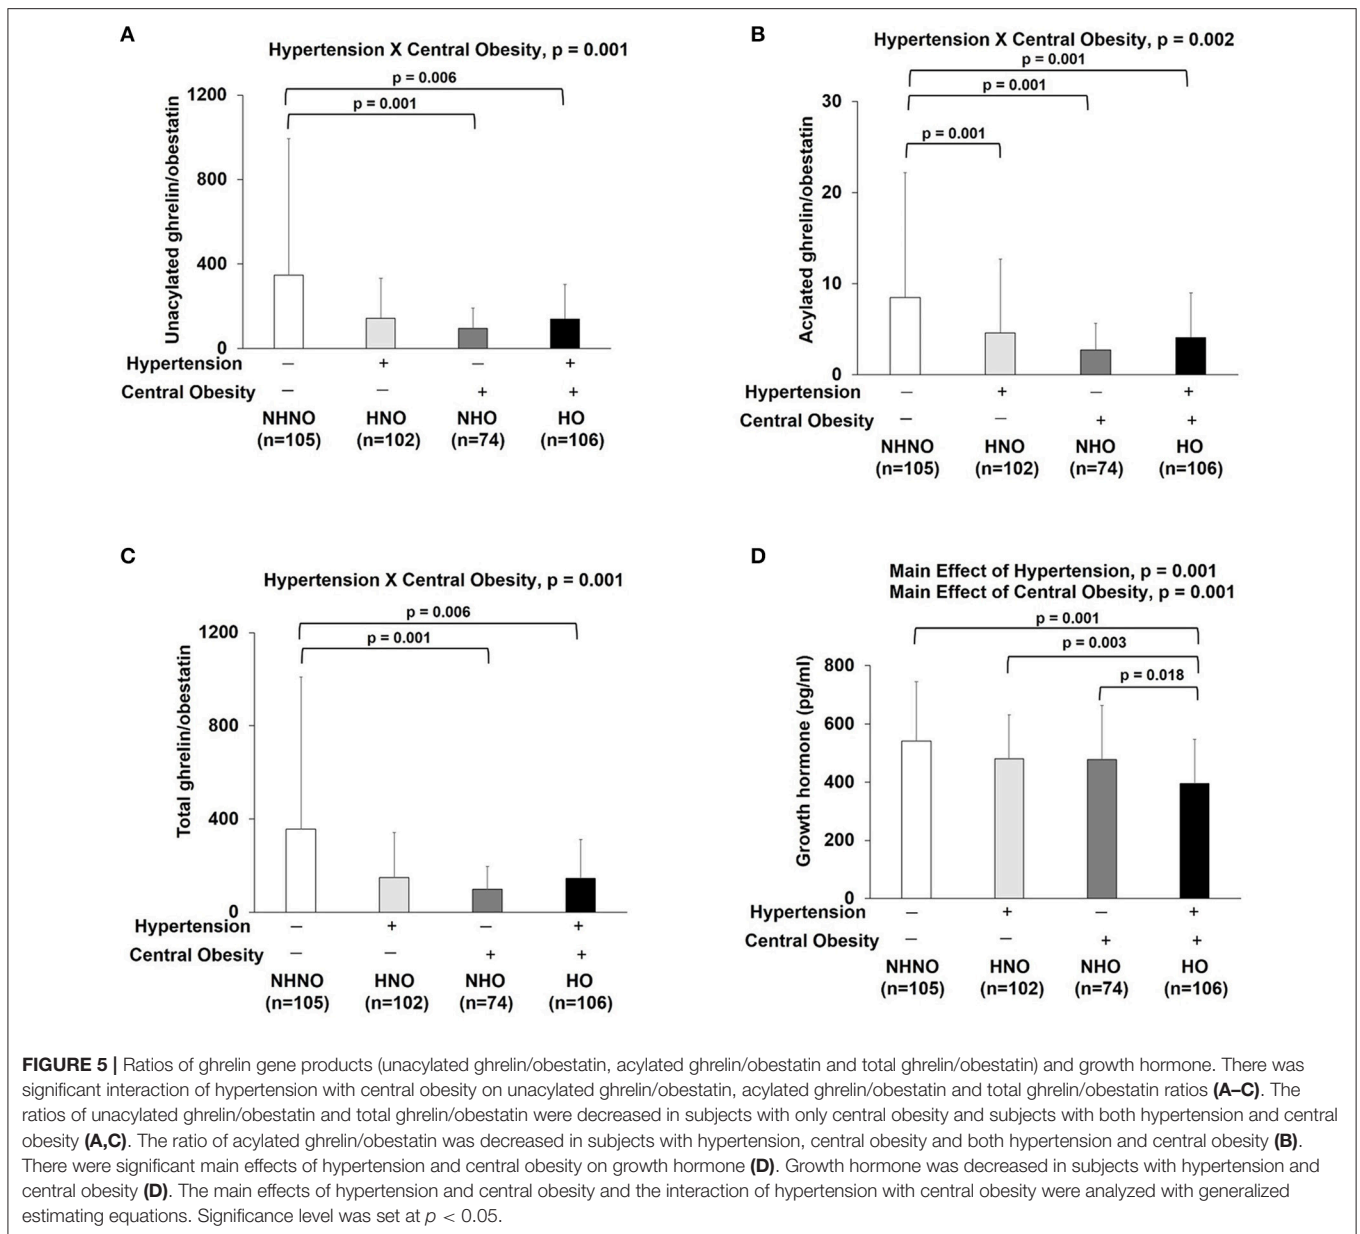 A
Hypertension X Central Obesity, p = 0.001
p = 0.006
p = 0.001
Unacylated ghrelin/obestatin
1200
800
400
0
Hypertension – + – +
Central Obesity – – + +
NHNO HNO NHO HO
(n=105) (n=102) (n=74) (n=106)
B
Hypertension X Central Obesity, p = 0.002
p = 0.001
p = 0.001
p = 0.001
Acylated ghrelin/obestatin
30
20
10
0
Hypertension – + – +
Central Obesity – – + +
NHNO HNO NHO HO
(n=105) (n=102) (n=74) (n=106)
C
Hypertension X Central Obesity, p = 0.001
p = 0.006
p = 0.001
Total ghrelin/obestatin
1200
800
400
0
Hypertension – + – +
Central Obesity – – + +
NHNO HNO NHO HO
(n=105) (n=102) (n=74) (n=106)
D
Main Effect of Hypertension, p = 0.001
Main Effect of Central Obesity, p = 0.001
p = 0.001
p = 0.003
p = 0.018
Growth hormone (pg/ml)
800
600
400
200
0
Hypertension – + – +
Central Obesity – – + +
NHNO HNO NHO HO
(n=105) (n=102) (n=74) (n=106)
FIGURE 5 | Ratios of ghrelin gene products (unacylated ghrelin/obestatin, acylated ghrelin/obestatin and total ghrelin/obestatin) and growth hormone. There was
significant interaction of hypertension with central obesity on unacylated ghrelin/obestatin, acylated ghrelin/obestatin and total ghrelin/obestatin ratios (A–C). The
ratios of unacylated ghrelin/obestatin and total ghrelin/obestatin were decreased in subjects with only central obesity and subjects with both hypertension and central
obesity (A,C). The ratio of acylated ghrelin/obestatin was decreased in subjects with hypertension, central obesity and both hypertension and central obesity (B).
There were significant main effects of hypertension and central obesity on growth hormone (D). Growth hormone was decreased in subjects with hypertension and
central obesity (D). The main effects of hypertension and central obesity and the interaction of hypertension with central obesity were analyzed with generalized
estimating equations. Significance level was set at p < 0.05.